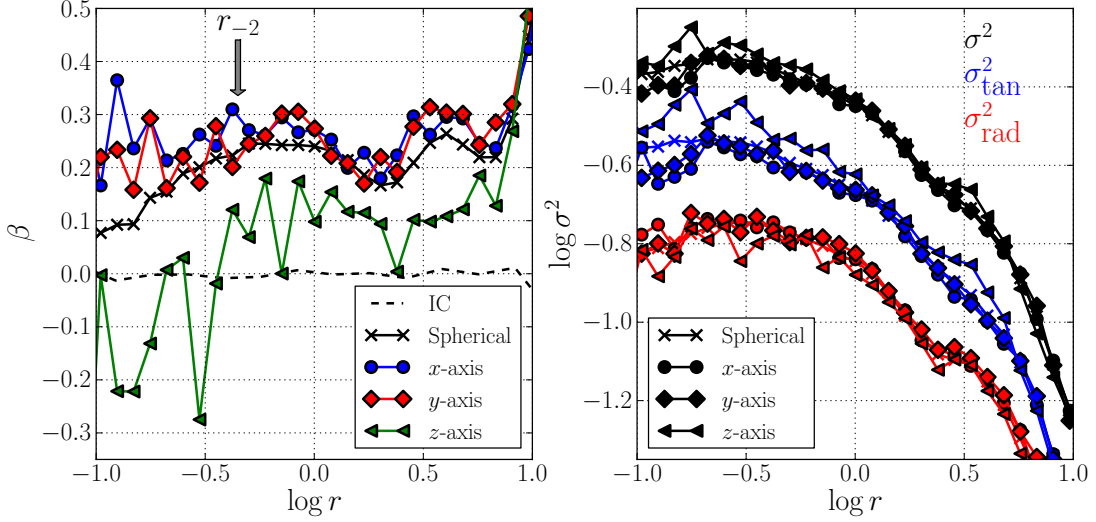 r₋₂
β
0.5
0.4
0.3
0.2
0.1
0.0
−0.1
−0.2
−0.3
IC
Spherical
x-axis
y-axis
z-axis
−1.0 −0.5 0.0 0.5 1.0
log r
log σ²
−0.4
−0.6
−0.8
−1.0
−1.2
σ²
σ²tan
σ²rad
Spherical
x-axis
y-axis
z-axis
−1.0 −0.5 0.0 0.5 1.0
log r